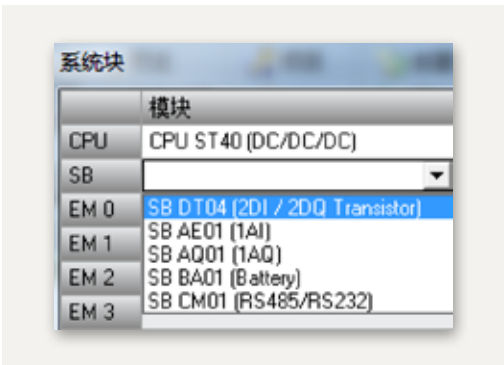 系统块
模块
CPU CPU ST40 (DC/DC/DC)
SB
EM 0 SB DT04 (2DI / 2DQ Transistor)
SB AE01 (1AI)
EM 1 SB AQ01 (1AQ)
EM 2 SB BA01 (Battery)
EM 3 SB CM01 (RS485/RS232)